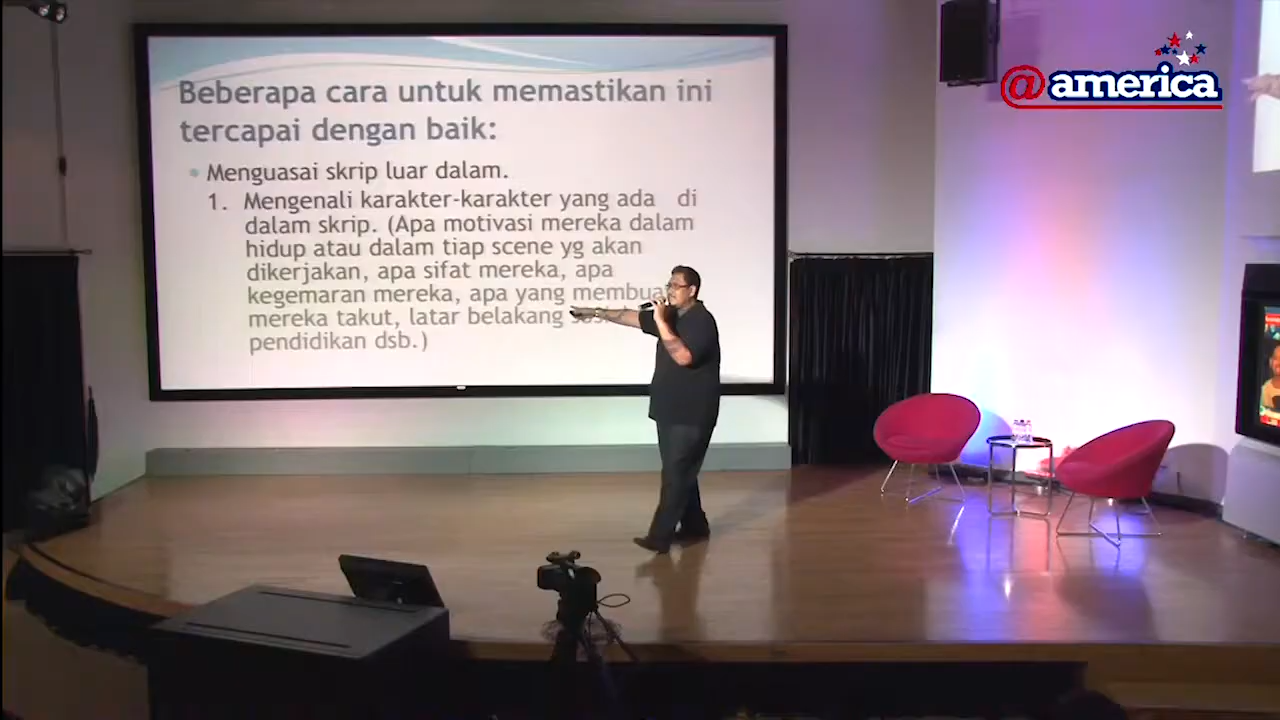 @america
Beberapa cara untuk memastikan ini
tercapai dengan baik:
Menguasai skrip luar dalam.
1. Mengenali karakter-karakter yang ada di
dalam skrip. (Apa motivasi mereka dalam
hidup atau dalam tiap scene yg akan
dikerjakan, apa sifat mereka, apa
kegemaran mereka, apa yang membua
mereka takut, latar belakang
pendidikan dsb.)